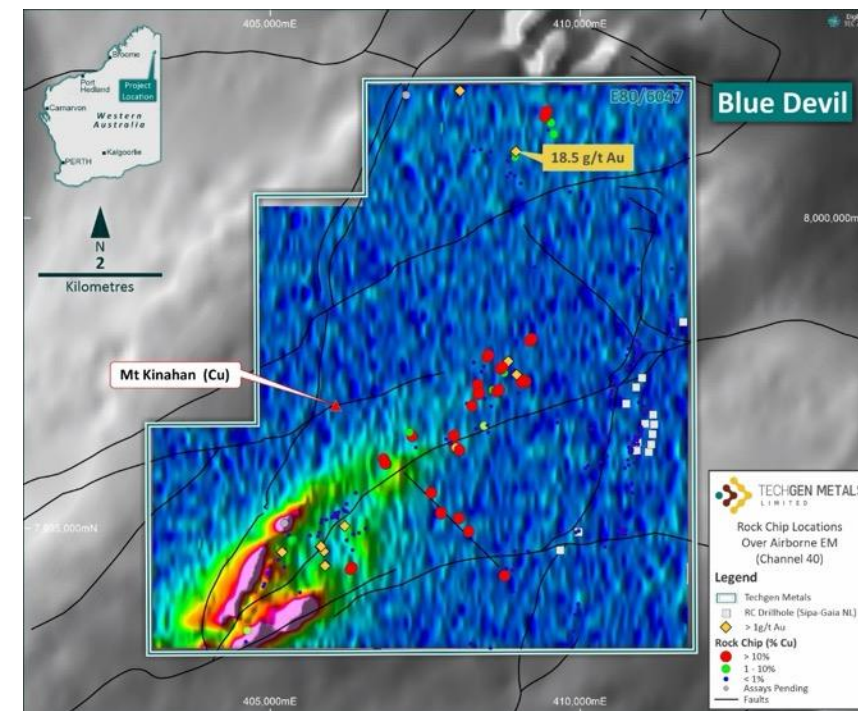 405,000mE
410,000mE
Broome
Port
Hedland
Project
Location
Carnarvon
Western
Australia
Kalgoorlie
PERTH
E80/6047
Blue Devil
18.5 g/t Au
N
2
Kilometres
8,000,000m
Mt Kinahan (Cu)
7,995,000mN
TECHGEN METALS
LIMITED
Rock Chip Locations
Over Airborne EM
(Channel 40)
Legend
Techgen Metals
RC Drillhole (Sipa-Gaia NL)
> 1g/t Au
Rock Chip (% Cu)
> 10%
1 - 10%
< 1%
Assays Pending
Faults
405,000mE
410,000mE